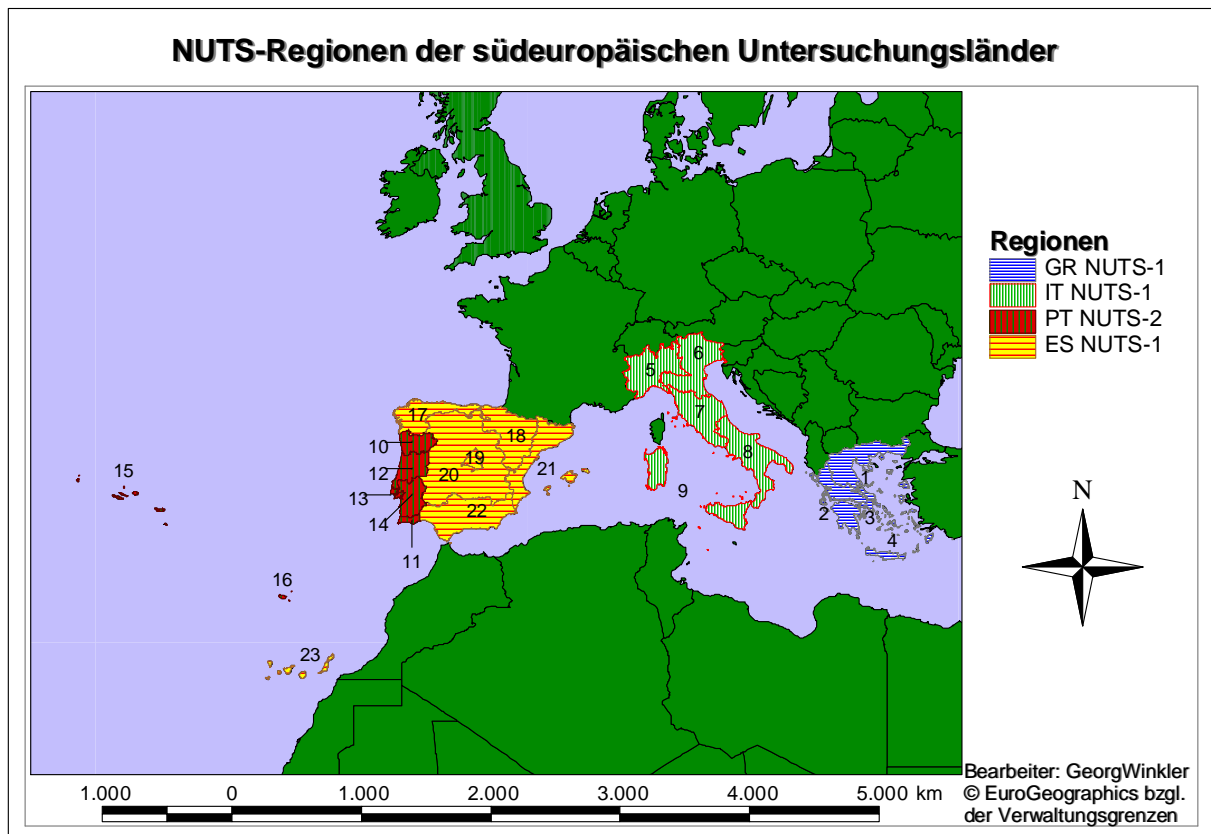 NUTS-Regionen der südeuropäischen Untersuchungsländer
Regionen
GR NUTS-1
IT NUTS-1
PT NUTS-2
ES NUTS-1
6
5
7
17
18
8
10
19
15
12
20
21
1
13
9
2
3
14
22
4
11
16
23
N
Bearbeiter: GeorgWinkler
© EuroGeographics bzgl.
der Verwaltungsgrenzen
1.000 0 1.000 2.000 3.000 4.000 5.000 km